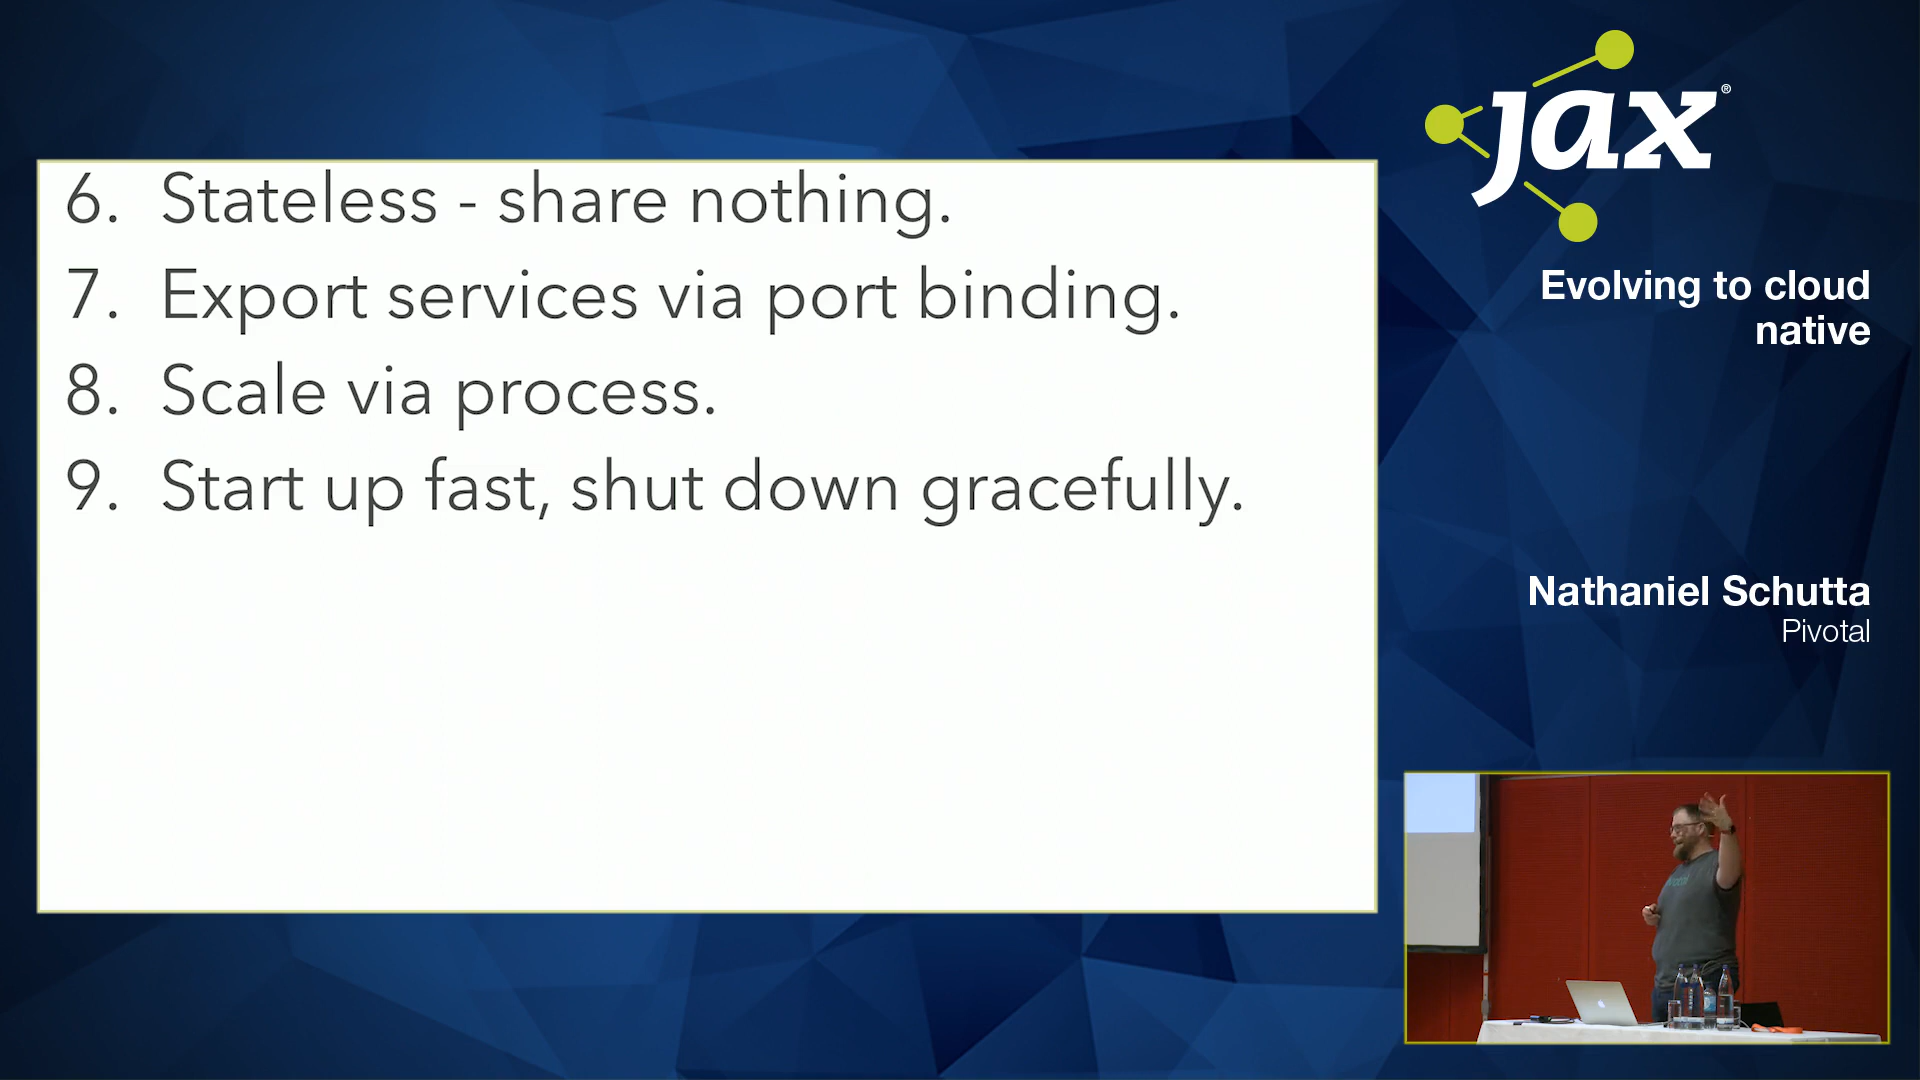 6. Stateless - share nothing.
7. Export services via port binding.
8. Scale via process.
9. Start up fast, shut down gracefully.
jax®
Evolving to cloud
native
Nathaniel Schutta
Pivotal